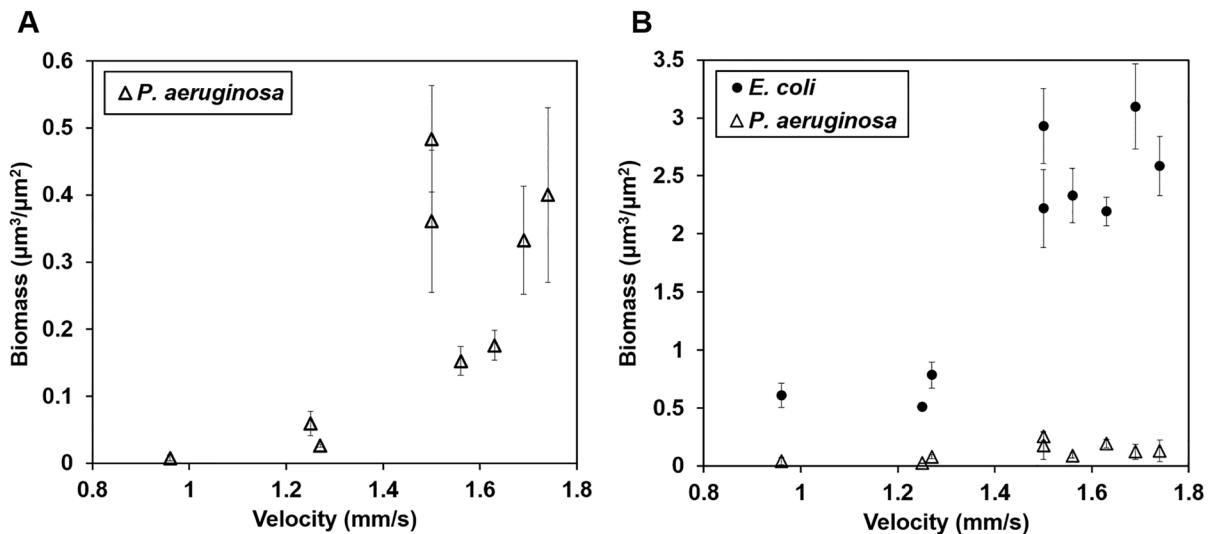 A
Biomass (µm³/µm²)
0.6
0.5
0.4
0.3
0.2
0.1
0
P. aeruginosa
0.8 1 1.2 1.4 1.6 1.8
Velocity (mm/s)
B
Biomass (µm³/µm²)
3.5
3
2.5
2
1.5
1
0.5
0
E. coli
P. aeruginosa
0.8 1 1.2 1.4 1.6 1.8
Velocity (mm/s)